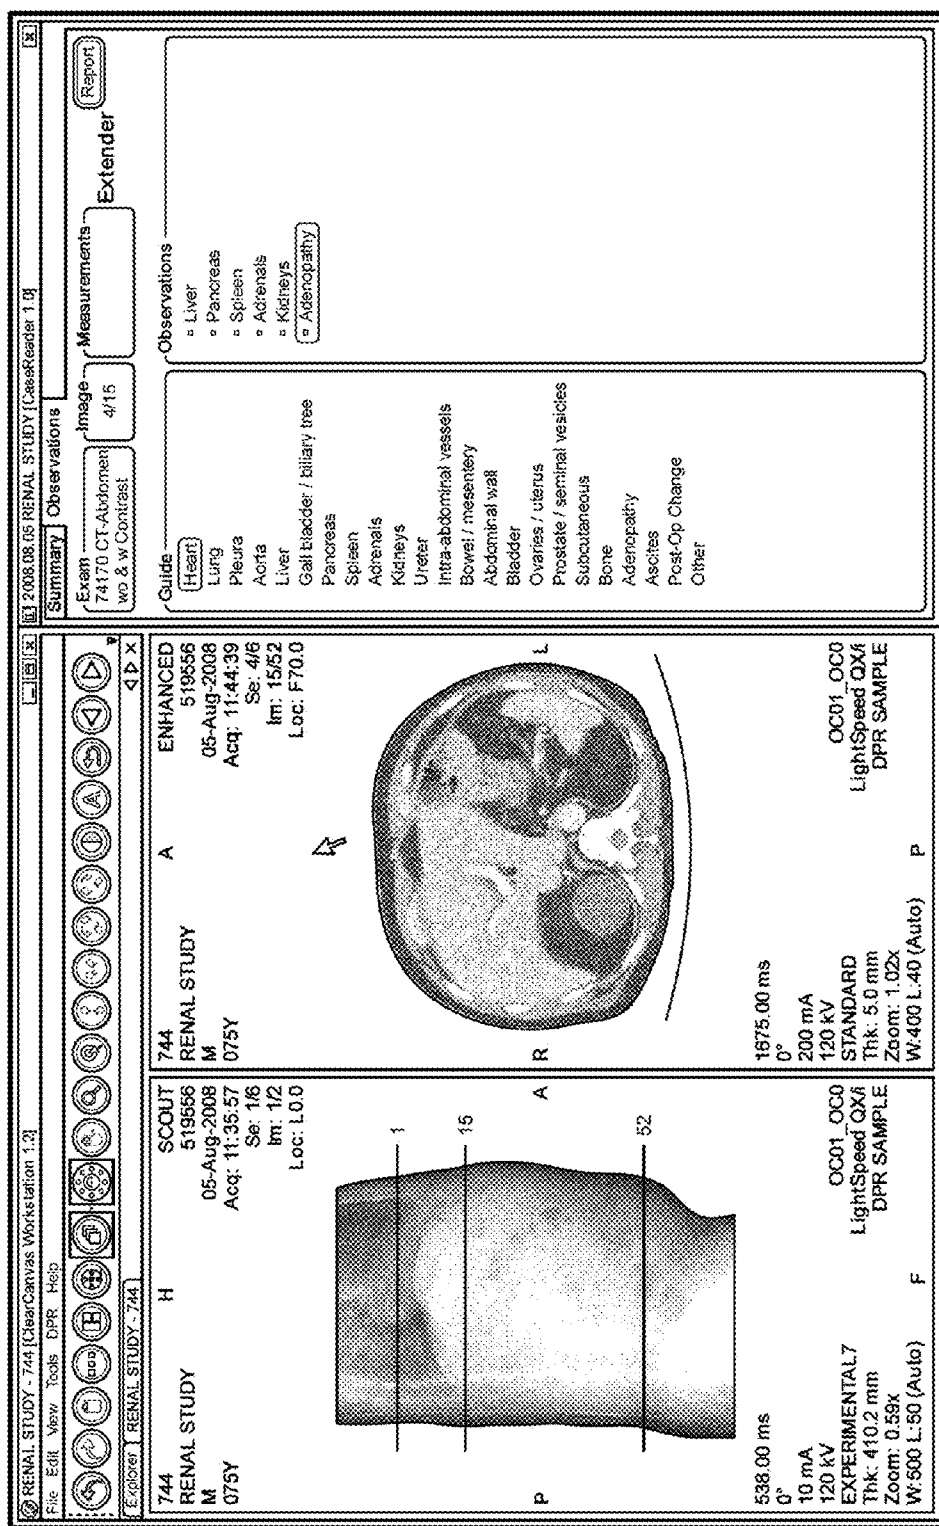 RENAL STUDY - 744 [ClearCanvas Workstation 1.2]
File Edit View Tools DPR Help
Explorer RENAL STUDY - 744
744
RENAL STUDY
M
075Y
H
SCOUT
519556
05-Aug-2008
Acq: 11:35:57
Se: 1/6
Im: 1/2
Loc: L0.0
P
A
1
15
52
538.00 ms
0°
10 mA
120 kV
EXPERIMENTAL7
Thk: 410.2 mm
Zoom: 0.59x
W:500 L:50 (Auto)
F
OC01_OC0
LightSpeed QX/i
DPR SAMPLE
744
RENAL STUDY
M
075Y
A
ENHANCED
519556
05-Aug-2008
Acq: 11:44:39
Se: 4/6
Im: 15/52
Loc: F70.0
R
L
1675.00 ms
0°
200 mA
120 kV
STANDARD
Thk: 5.0 mm
Zoom: 1.02x
W:400 L:40 (Auto)
P
OC01_OC0
LightSpeed QX/i
DPR SAMPLE
2008.08.05 RENAL STUDY [CaseReader 1.0]
Summary Observations
Exam
74170 CT-Abdomen
wo & w Contrast
Image
4/15
Measurements
Extender
Report
Guide
Heart
Lung
Pleura
Aorta
Liver
Gall bladder / biliary tree
Pancreas
Spleen
Adrenals
Kidneys
Ureter
Intra-abdominal vessels
Bowel / mesentery
Abdominal wall
Bladder
Ovaries / uterus
Prostate / seminal vesicles
Subcutaneous
Bone
Adenopathy
Ascites
Post-Op Change
Other
Observations
Liver
Pancreas
Spleen
Adrenals
Kidneys
Adenopathy